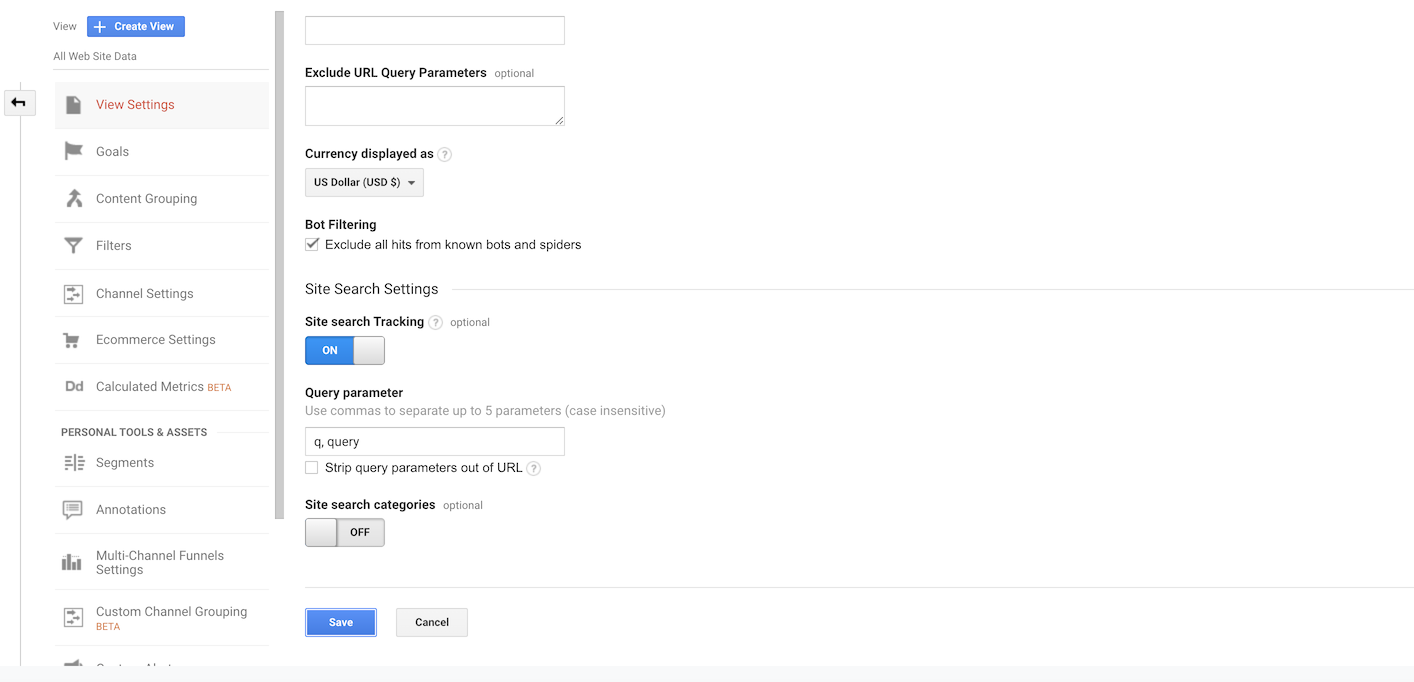 View
Create View
All Web Site Data
View Settings
Goals
Content Grouping
Filters
Channel Settings
Ecommerce Settings
Dd Calculated Metrics BETA
PERSONAL TOOLS & ASSETS
Segments
Annotations
Multi-Channel Funnels
Settings
Custom Channel Grouping
BETA
Exclude URL Query Parameters optional
Currency displayed as ?
US Dollar (USD $)
Bot Filtering
Exclude all hits from known bots and spiders
Site Search Settings
Site search Tracking ? optional
ON
Query parameter
Use commas to separate up to 5 parameters (case insensitive)
q, query
Strip query parameters out of URL ?
Site search categories optional
OFF
Save
Cancel